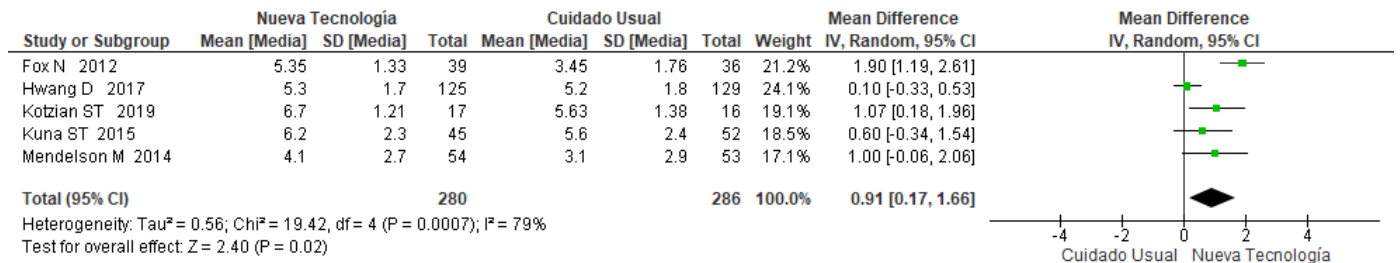 Nueva Tecnología Cuidado Usual Mean Difference Mean Difference
Study or Subgroup Mean [Media] SD [Media] Total Mean [Media] SD [Media] Total Weight IV, Random, 95% CI IV, Random, 95% CI
Fox N 2012 5.35 1.33 39 3.45 1.76 36 21.2% 1.90 [1.19, 2.61]
Hwang D 2017 5.3 1.7 125 5.2 1.8 129 24.1% 0.10 [-0.33, 0.53]
Kotzian ST 2019 6.7 1.21 17 5.63 1.38 16 19.1% 1.07 [0.18, 1.96]
Kuna ST 2015 6.2 2.3 45 5.6 2.4 52 18.5% 0.60 [-0.34, 1.54]
Mendelson M 2014 4.1 2.7 54 3.1 2.9 53 17.1% 1.00 [-0.06, 2.06]
Total (95% CI) 280 286 100.0% 0.91 [0.17, 1.66]
Heterogeneity: Tau² = 0.56; Chi² = 19.42, df = 4 (P = 0.0007); I² = 79%
Test for overall effect: Z = 2.40 (P = 0.02)
-4 -2 0 2 4
Cuidado Usual Nueva Tecnología